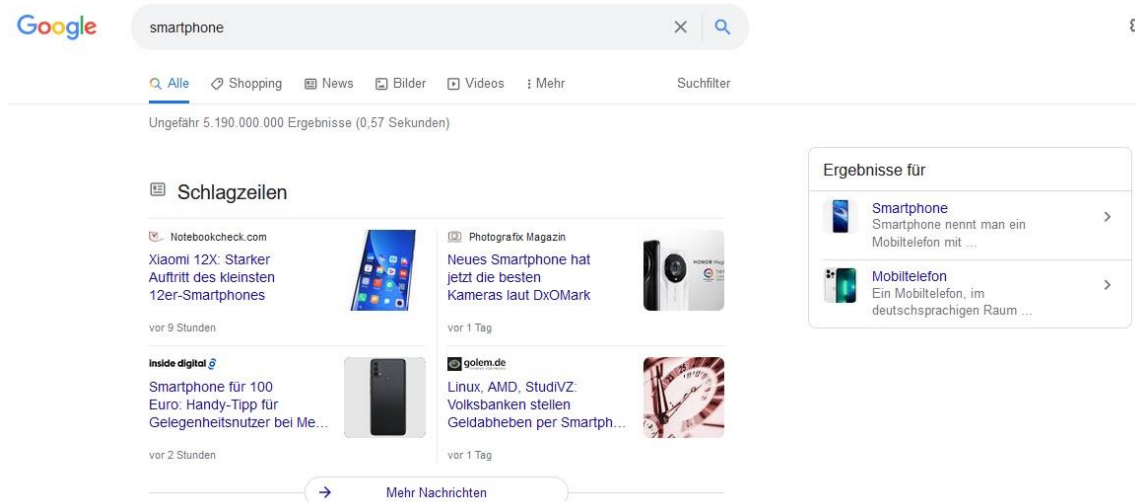 Google
smartphone
Alle Shopping News Bilder Videos Mehr Suchfilter
Ungefähr 5.190.000.000 Ergebnisse (0,57 Sekunden)
Schlagzeilen
Notebookcheck.com
Xiaomi 12X: Starker
Auftritt des kleinsten
12er-Smartphones
vor 9 Stunden
Photografix Magazin
Neues Smartphone hat
jetzt die besten
Kameras laut DxOMark
vor 1 Tag
inside digital
Smartphone für 100
Euro: Handy-Tipp für
Gelegenheitsnutzer bei Me...
vor 2 Stunden
golem.de
Linux, AMD, StudiVZ:
Volksbanken stellen
Geldabheben per Smartph...
vor 1 Tag
Mehr Nachrichten
Ergebnisse für
Smartphone
Smartphone nennt man ein
Mobiltelefon mit ...
Mobiltelefon
Ein Mobiltelefon, im
deutschsprachigen Raum ...